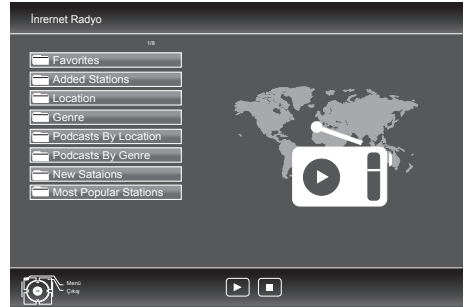 İnrernet Radyo
1/8
Favorites
Added Stations
Location
Genre
Podcasts By Location
Podcasts By Genre
New Sataions
Most Popular Stations
Menü
Çıkış